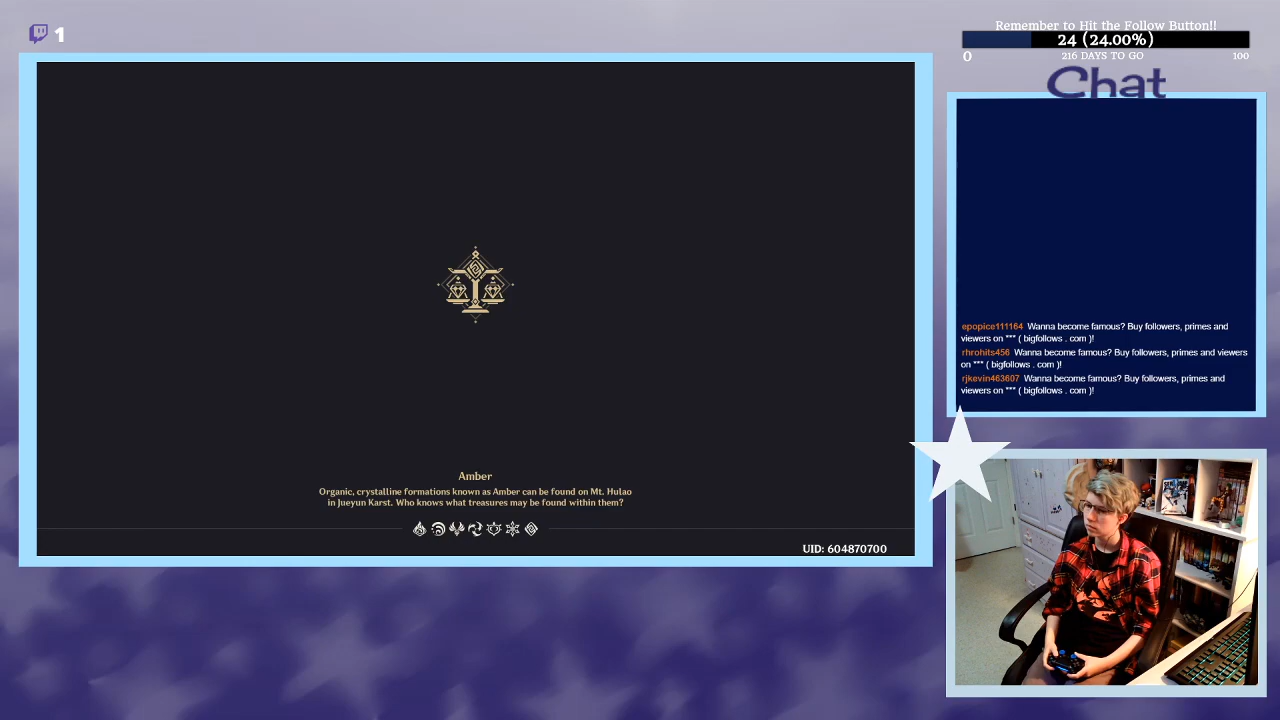 1
Remember to Hit the Follow Button!!
24 (24.00%)
0
216 DAYS TO GO
100
Chat
epopice111164 Wanna become famous? Buy followers, primes and
viewers on *** ( bigfollows . com )!
rhrohits456 Wanna become famous? Buy followers, primes and viewers
on *** ( bigfollows . com )!
rjkevin463607 Wanna become famous? Buy followers, primes and
viewers on *** ( bigfollows . com )!
Amber
Organic, crystalline formations known as Amber can be found on Mt. Hulao
in Jueyun Karst. Who knows what treasures may be found within them?
UID: 604870700